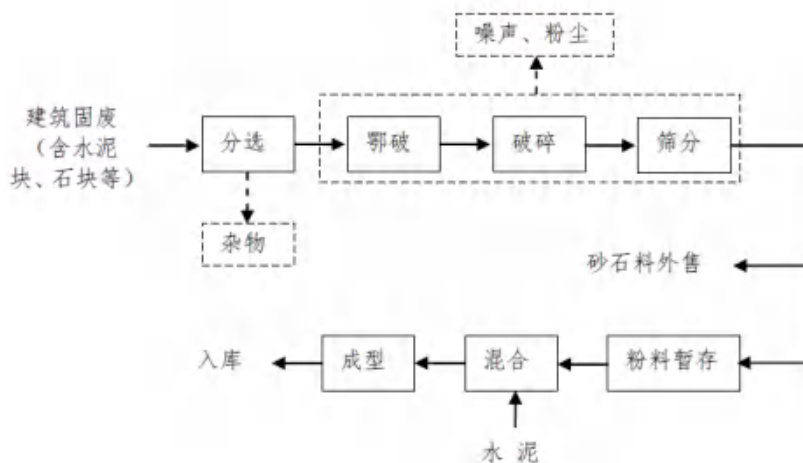 噪声、粉尘
建筑固废
（含水泥
块、石块等）
分选
鄂破
破碎
筛分
杂物
砂石料外售
入库
成型
混合
粉料暂存
水 泥